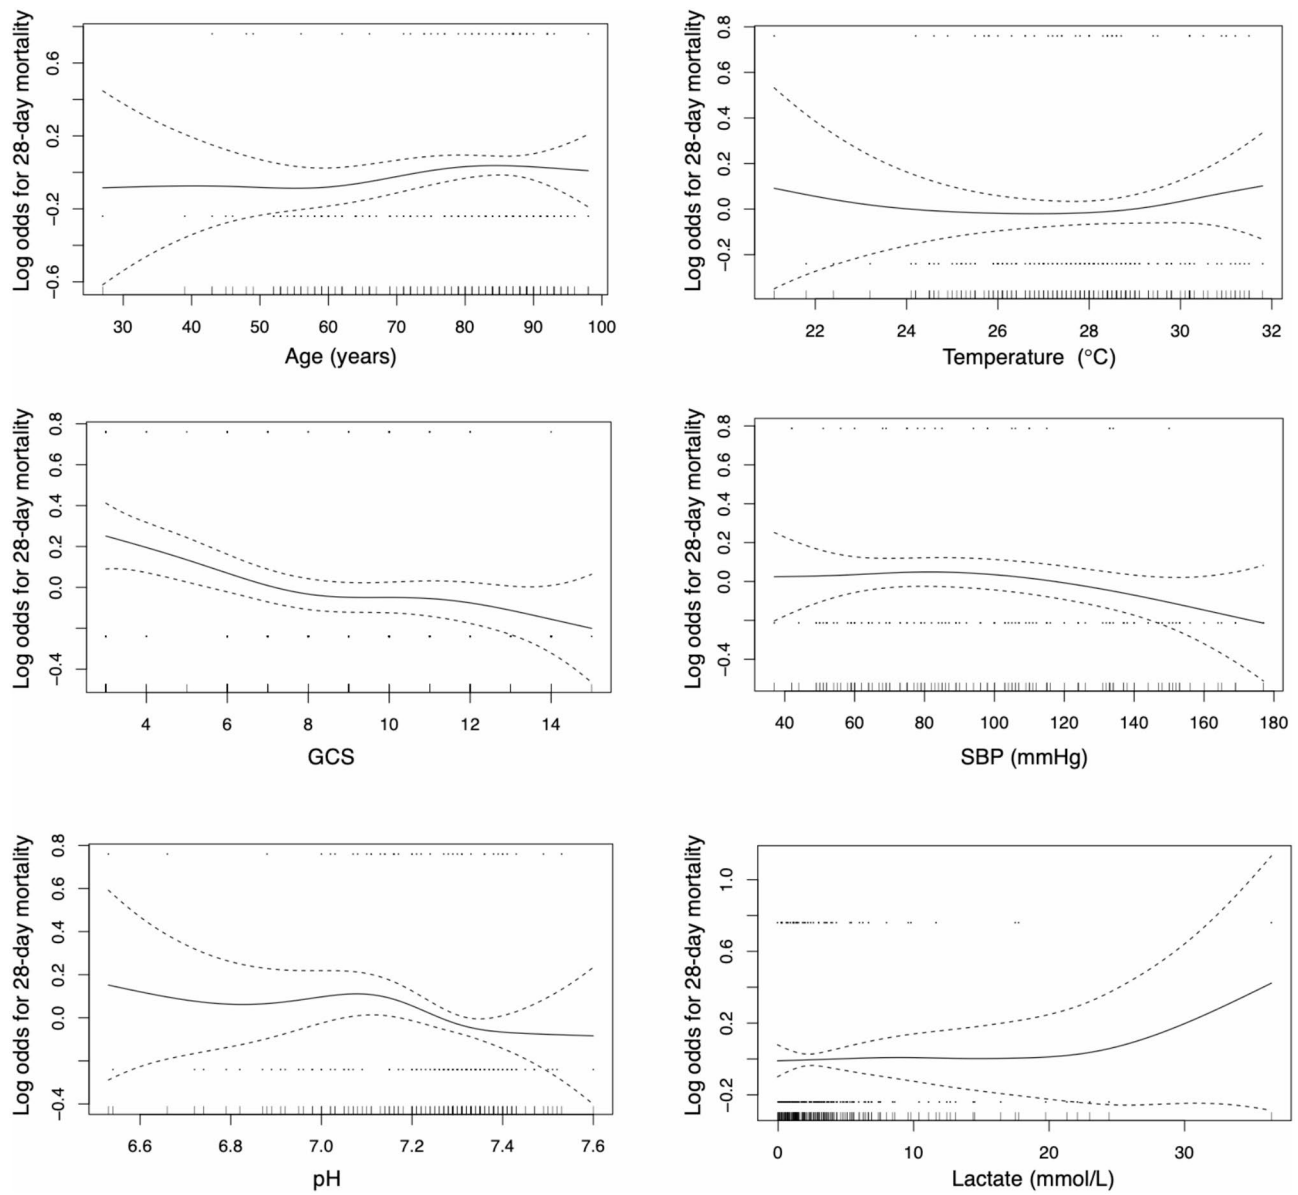 Log odds for 28-day mortality
0.6
0.2
−0.2
−0.6
30 40 50 60 70 80 90 100
Age (years)
Log odds for 28-day mortality
0.8
0.6
0.4
0.2
0.0
−0.2
22 24 26 28 30 32
Temperature (°C)
Log odds for 28-day mortality
0.8
0.6
0.4
0.2
0.0
−0.4
4 6 8 10 12 14
GCS
Log odds for 28-day mortality
0.8
0.6
0.4
0.2
0.0
−0.4
40 60 80 100 120 140 160 180
SBP (mmHg)
Log odds for 28-day mortality
0.8
0.6
0.4
0.2
0.0
−0.4
6.6 6.8 7.0 7.2 7.4 7.6
pH
Log odds for 28-day mortality
1.0
0.6
0.2
−0.2
0 10 20 30
Lactate (mmol/L)